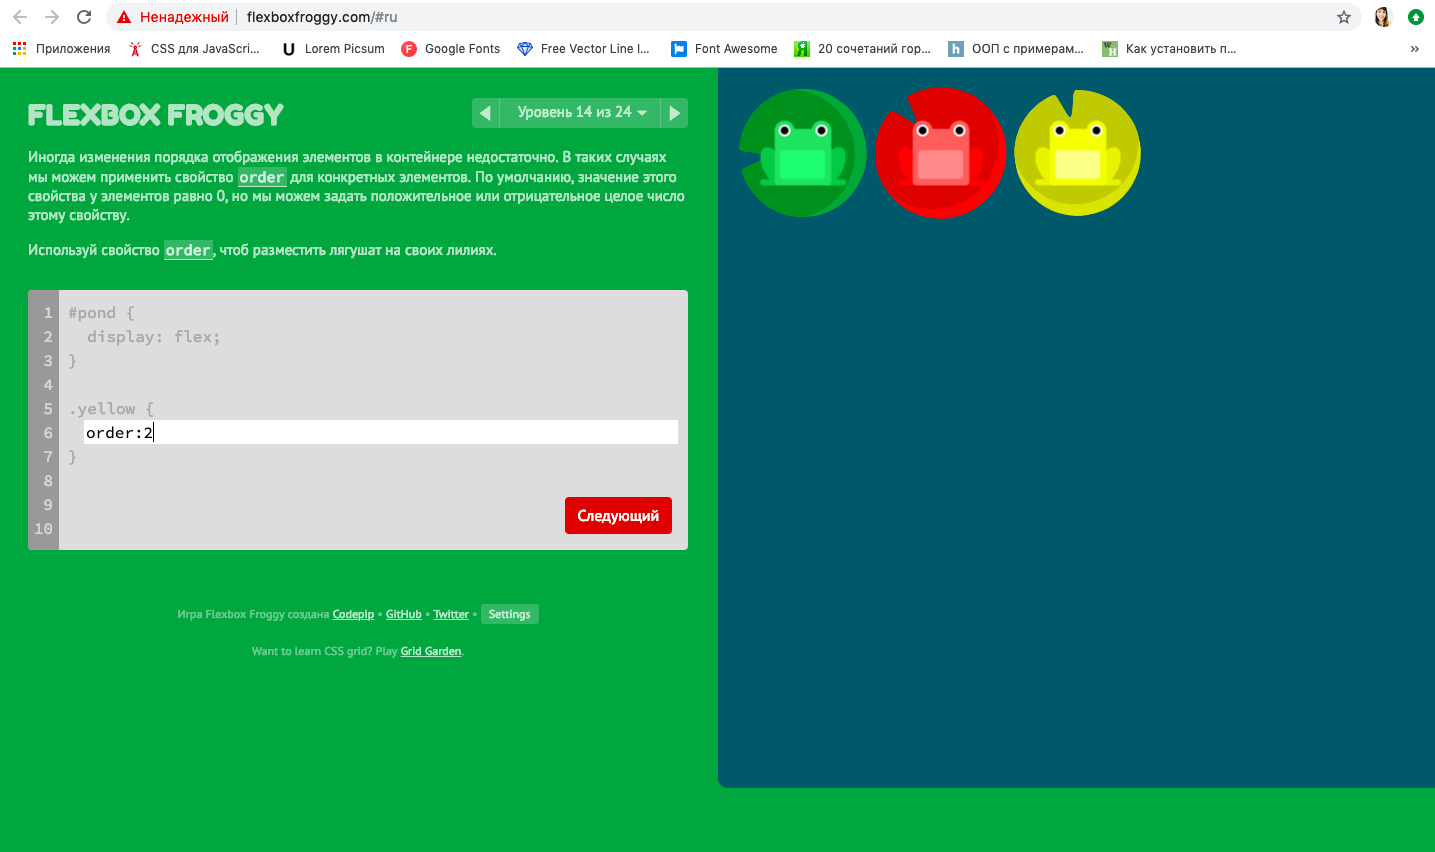 Ненадежный flexboxfroggy.com/#ru
Приложения CSS для JavaScri... Lorem Picsum Google Fonts Free Vector Line I... Font Awesome 20 сочетаний гор... ООП с примерам... Как установить п... »
FLEXBOX FROGGY
Уровень 14 из 24
Иногда изменения порядка отображения элементов в контейнере недостаточно. В таких случаях
мы можем применить свойство order для конкретных элементов. По умолчанию, значение этого
свойства у элементов равно 0, но мы можем задать положительное или отрицательное целое число
этому свойству.
Используй свойство order, чтоб разместить лягушат на своих лилиях.
1 #pond {
2 display: flex;
3 }
4
5 .yellow {
6 order:2
7 }
8
9
10
Следующий
Игра Flexbox Froggy создана Codepip • GitHub • Twitter • Settings
Want to learn CSS grid? Play Grid Garden.